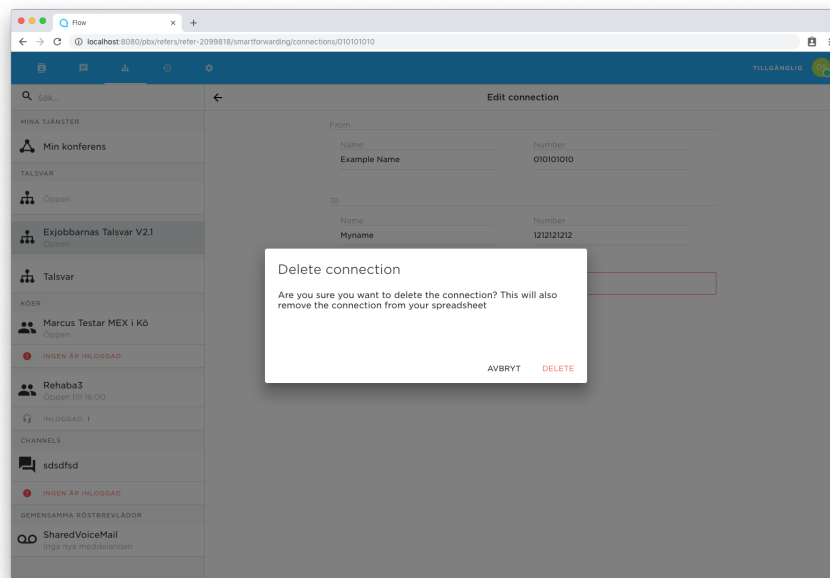 Flow
localhost:8080/pbx/refers/refer-2099818/smartforwarding/connections/010101010
TILLGÄNGLIG
Sök...
Edit connection
MINA TJÄNSTER
Min konferens
TALSVAR
Öppen
Exjobbarnas Talsvar V2.1
Öppen
Talsvar
KÖER
Marcus Testar MEX i Kö
Öppen
INGEN ÄR INLOGGAD
Rehaba3
Öppen till 16:00
INLOGGAD: 1
CHANNELS
sdsdfsd
INGEN ÄR INLOGGAD
GEMENSAMMA RÖSTBREVLÅDOR
SharedVoiceMail
Inga nya meddelanden
From
Name Number
Example Name 010101010
To
Name Number
Myname 1212121212
Delete connection
Are you sure you want to delete the connection? This will also
remove the connection from your spreadsheet
AVBRYT DELETE